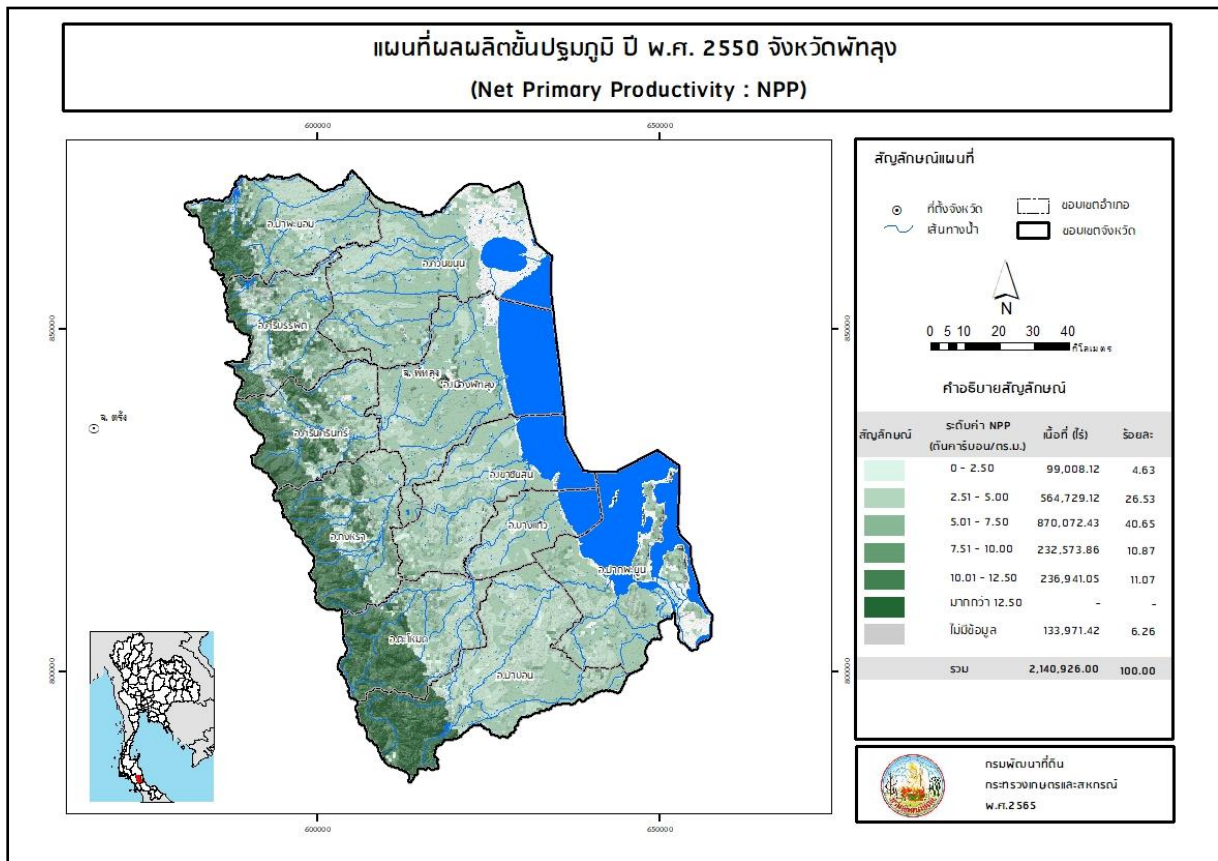 แผนที่ผลผลิตขั้นปฐมภูมิ ปี พ.ศ. 2550 จังหวัดพัทลุง
(Net Primary Productivity : NPP)
600000
650000
850000
850000
800000
800000
600000
650000
อ.ป่าพะยอม
อ.ควนขนุน
อ.ศรีบรรพต
จ. พัทลุง
อ.เมืองพัทลุง
จ. ตรัง
อ.ศรีนครินทร์
อ.เขาชัยสน
อ.บางแก้ว
อ.กงหรา
อ.ปากพะยูน
อ.ตะโหมด
อ.ป่าบอน
สัญลักษณ์แผนที่
ที่ตั้งจังหวัด
ขอบเขตอำเภอ
เส้นทางน้ำ
ขอบเขตจังหวัด
N
0 5 10 20 30 40
กิโลเมตร
คำอธิบายสัญลักษณ์
สัญลักษณ์ ระดับค่า NPP (ตันคาร์บอน/ตร.ม.) เนื้อที่ (ไร่) ร้อยละ
0 - 2.50 99,008.12 4.63
2.51 - 5.00 564,729.12 26.53
5.01 - 7.50 870,072.43 40.65
7.51 - 10.00 232,573.86 10.87
10.01 - 12.50 236,941.05 11.07
มากกว่า 12.50 - -
ไม่มีข้อมูล 133,971.42 6.26
รวม 2,140,926.00 100.00
กรมพัฒนาที่ดิน
กระทรวงเกษตรและสหกรณ์
พ.ศ.2565